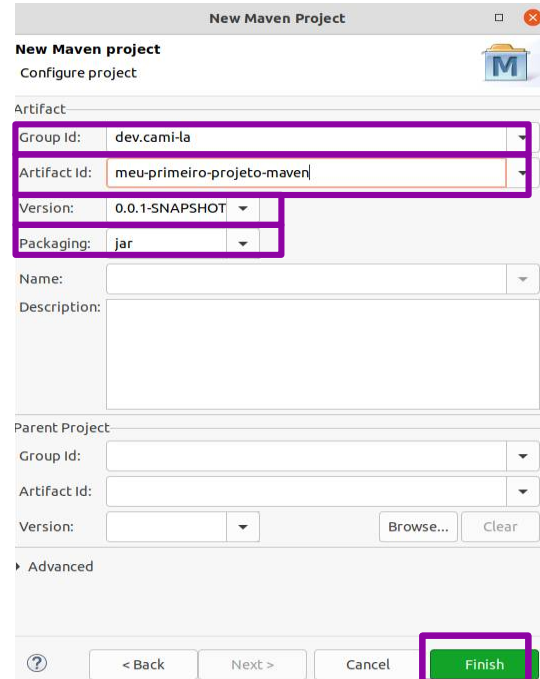 New Maven Project
New Maven project
Configure project
M
Artifact
Group Id: dev.cami-la
Artifact Id: meu-primeiro-projeto-maven
Version: 0.0.1-SNAPSHOT
Packaging: jar
Name:
Description:
Parent Project
Group Id:
Artifact Id:
Version: Browse... Clear
Advanced
? < Back Next > Cancel Finish